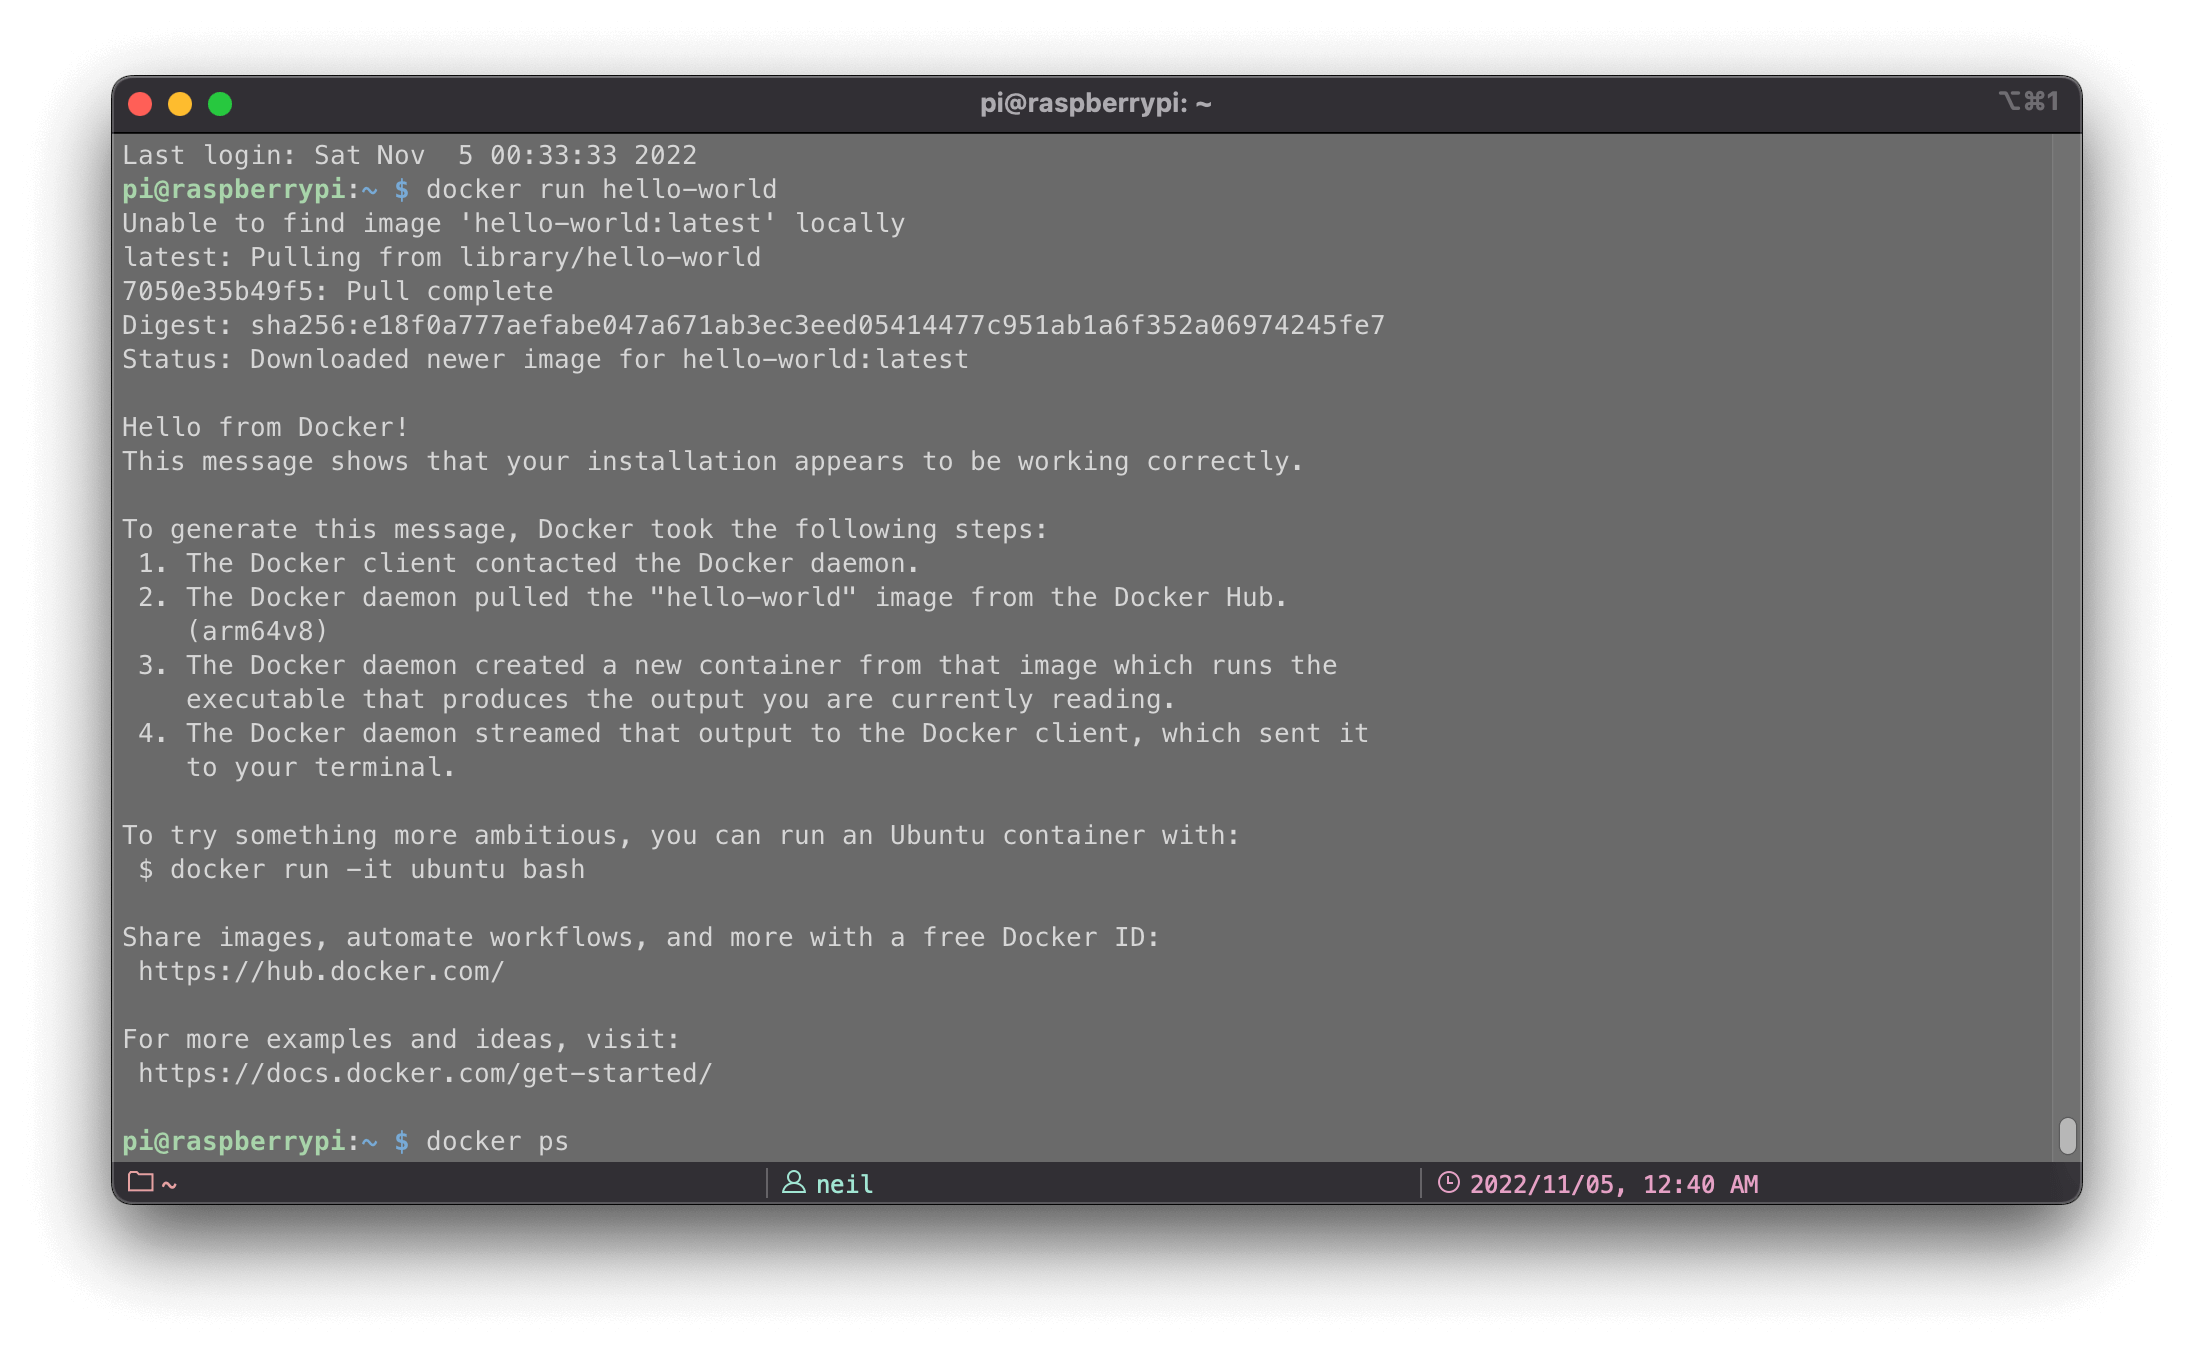 pi@raspberrypi: ~
⌥⌘1
Last login: Sat Nov  5 00:33:33 2022
pi@raspberrypi:~ $ docker run hello-world
Unable to find image 'hello-world:latest' locally
latest: Pulling from library/hello-world
7050e35b49f5: Pull complete
Digest: sha256:e18f0a777aefabe047a671ab3ec3eed05414477c951ab1a6f352a06974245fe7
Status: Downloaded newer image for hello-world:latest

Hello from Docker!
This message shows that your installation appears to be working correctly.

To generate this message, Docker took the following steps:
 1. The Docker client contacted the Docker daemon.
 2. The Docker daemon pulled the "hello-world" image from the Docker Hub.
    (arm64v8)
 3. The Docker daemon created a new container from that image which runs the
    executable that produces the output you are currently reading.
 4. The Docker daemon streamed that output to the Docker client, which sent it
    to your terminal.

To try something more ambitious, you can run an Ubuntu container with:
 $ docker run -it ubuntu bash

Share images, automate workflows, and more with a free Docker ID:
 https://hub.docker.com/

For more examples and ideas, visit:
 https://docs.docker.com/get-started/

pi@raspberrypi:~ $ docker ps
~
neil
2022/11/05, 12:40 AM